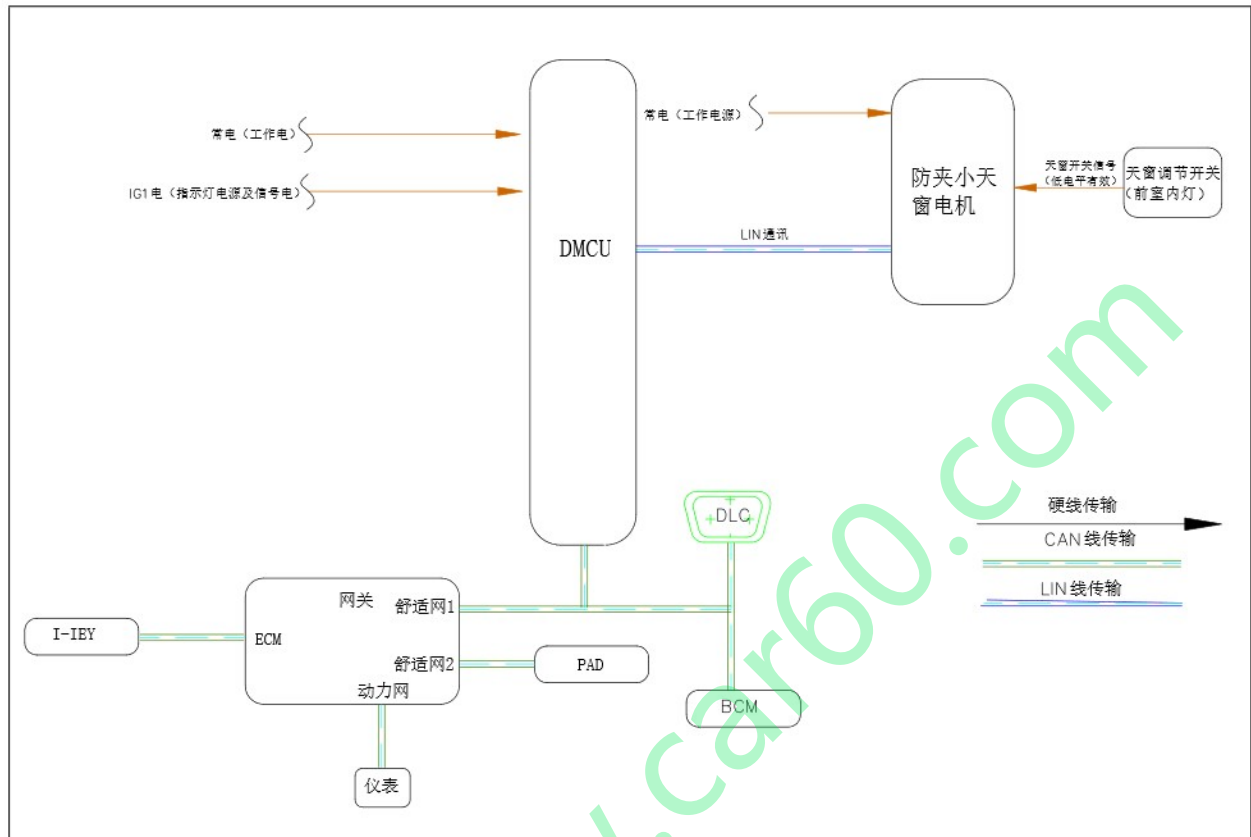 常电（工作电）
IG1电（指示灯电源及信号电）
DMCU
常电（工作电源）
LIN通讯
防夹小天
窗电机
天窗开关信号
（低电平有效）
天窗调节开关
（前室内灯）
DLC
硬线传输
CAN线传输
LIN线传输
I-IEY
网关
ECM
舒适网1
舒适网2
动力网
PAD
BCM
仪表
www.car60.com